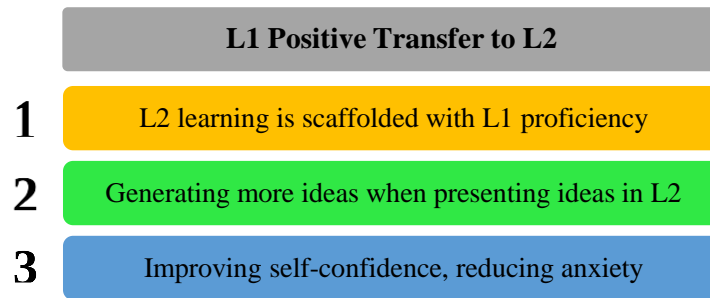 L1 Positive Transfer to L2
1 L2 learning is scaffolded with L1 proficiency
2 Generating more ideas when presenting ideas in L2
3 Improving self-confidence, reducing anxiety